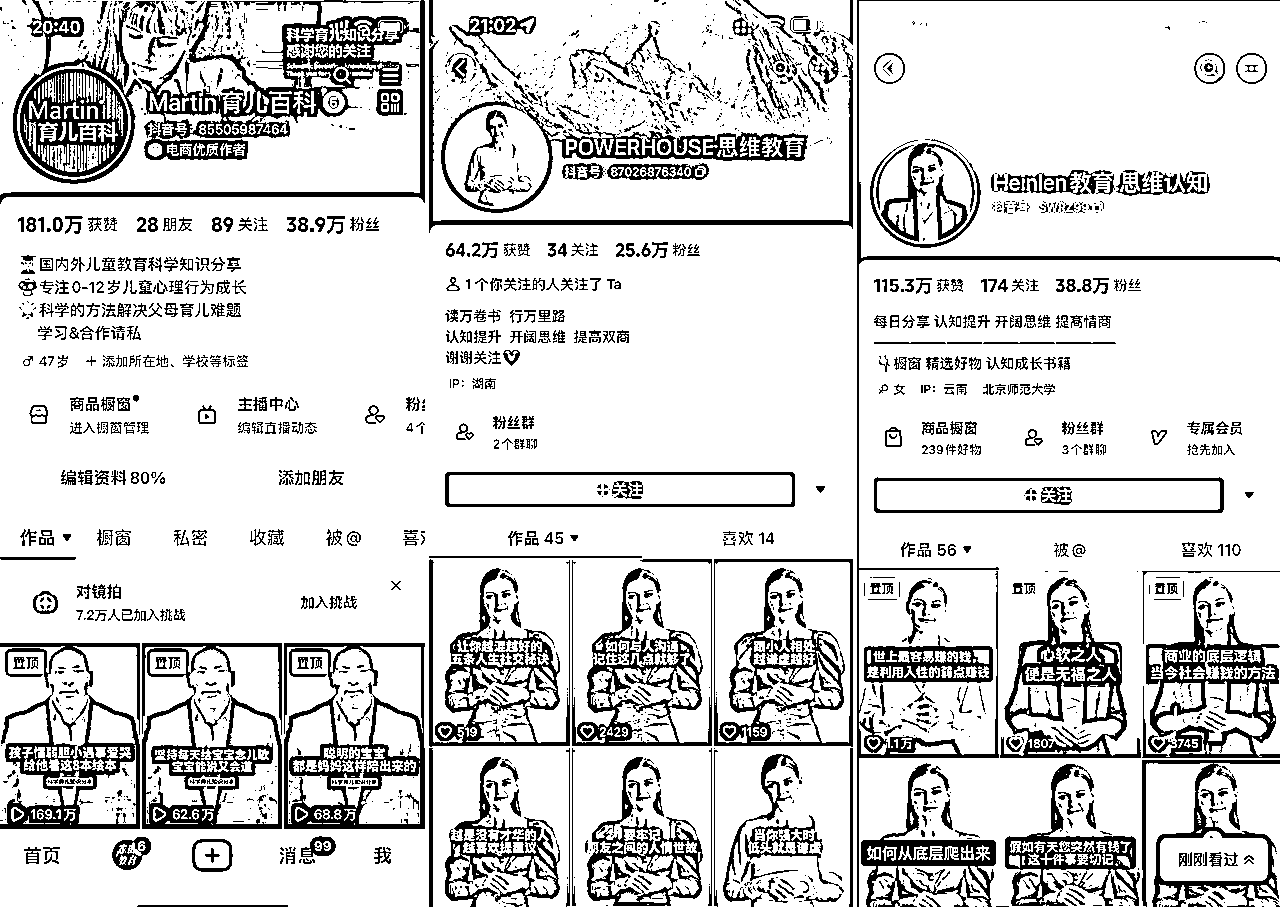 20:40
科学育儿知识分享
感谢您的关注
Martin
育儿百科
Martin育儿百科
抖音号: 85505987464
电商优质作者
181.0万 获赞 28 朋友 89 关注 38.9万 粉丝
国内外儿童教育科学知识分享
专注0-12岁儿童心理行为成长
科学的方法解决父母育儿难题
学习&合作请私
♂ 47岁 + 添加所在地、学校等标签
商品橱窗
进入橱窗管理
主播中心
编辑直播动态
粉丝
4个
编辑资料 80%
添加朋友
作品 橱窗 私密 收藏 被@ 喜欢
对镜拍
7.2万人已加入挑战
加入挑战
置顶
给他看这8本绘本
169.1万
置顶
坚持每天给宝宝念儿歌
宝宝能说又会道
62.6万
置顶
聪明的宝宝
都是妈妈这样陪出来的
68.8万
首页
6
消息
99
我
21:02
POWERHOUSE思维教育
抖音号: 87026876340
64.2万 获赞 34 关注 25.6万 粉丝
1个你关注的人关注了 Ta
读万卷书 行万里路
认知提升 开阔思维 提高双商
谢谢关注
IP: 湖南
粉丝群
2个群聊
关注
作品 45
喜欢 14
让你越混越好的
五条人生社交秘诀
519
如何与人沟通
记住这几点就够了
2429
跟小人相处
越谦虚越好
1159
越是没有才华的人
越喜欢提建议
要牢记
朋友之间的人情世故
当你强大时
低头就是谦虚
Heinlen教育 思维认知
抖音号:
115.3万 获赞 174 关注 38.8万 粉丝
每日分享 认知提升 开阔思维 提高情商
橱窗 精选好物 认知成长书籍
女 IP: 云南 北京师范大学
商品橱窗
239件好物
粉丝群
3个群聊
专属会员
抢先加入
关注
作品 56
被@
喜欢 110
置顶
世上最容易赚的钱，
是利用人性的弱点赚钱
1.1万
置顶
心软之人
便是无福之人
1807
置顶
商业的底层逻辑
当今社会赚钱的方法
3745
如何从底层爬出来
假如有天您突然有钱了
这十件事要切记
刚刚看过